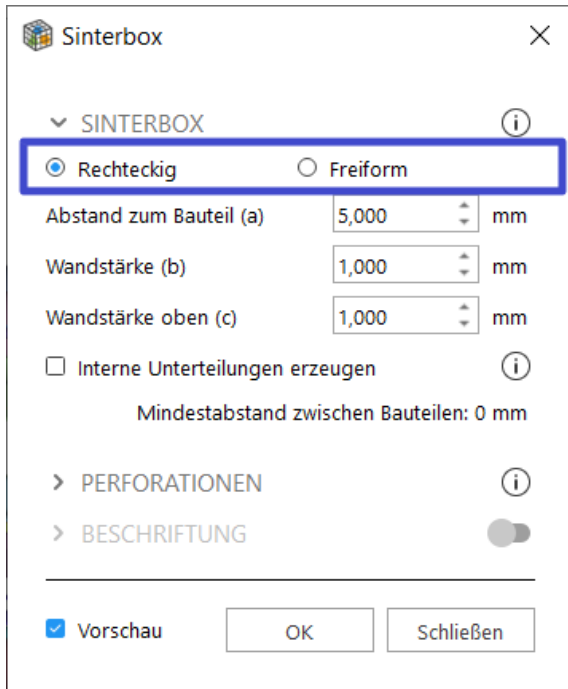 Sinterbox
SINTERBOX
Rechteckig Freiform
Abstand zum Bauteil (a) 5,000 mm
Wandstärke (b) 1,000 mm
Wandstärke oben (c) 1,000 mm
Interne Unterteilungen erzeugen
Mindestabstand zwischen Bauteilen: 0 mm
PERFORATIONEN
BESCHRIFTUNG
Vorschau OK Schließen